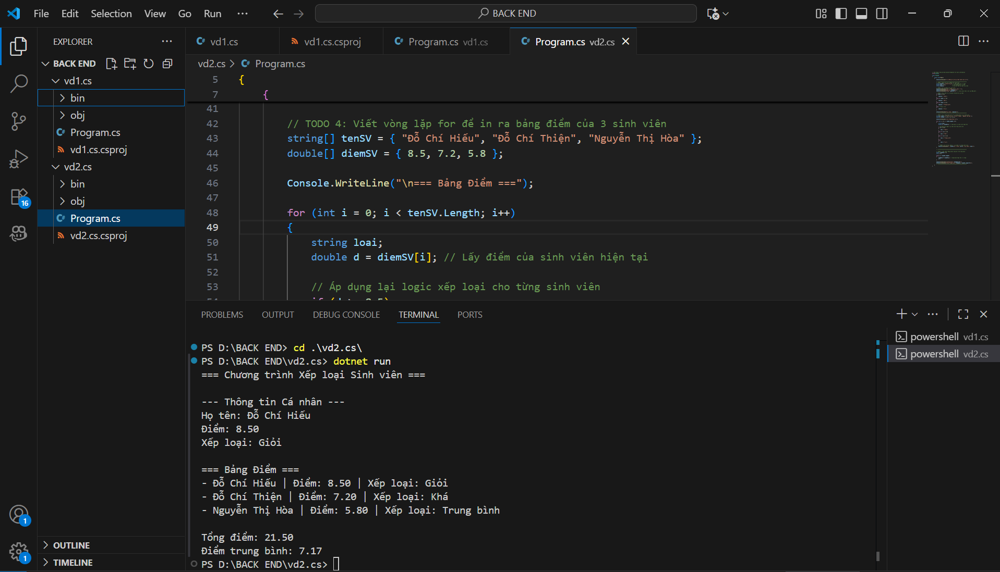 File Edit Selection View Go Run ··· BACK END
EXPLORER
BACK END
vd1.cs
bin
obj
Program.cs
vd1.cs.csproj
vd2.cs
bin
obj
Program.cs
vd2.cs.csproj
OUTLINE
TIMELINE
16
1
1
vd1.cs vd1.cs.csproj Program.cs vd1.cs Program.cs vd2.cs
vd2.cs > Program.cs
5 {
7 {
41
42 // TODO 4: Viết vòng lặp for để in ra bảng điểm của 3 sinh viên
43 string[] tenSV = { "Đỗ Chí Hiếu", "Đỗ Chí Thiện", "Nguyễn Thị Hòa" };
44 double[] diemSV = { 8.5, 7.2, 5.8 };
45
46 Console.WriteLine("\n=== Bảng Điểm ===");
47
48 for (int i = 0; i < tenSV.Length; i++)
49 {
50 string loai;
51 double d = diemSV[i]; // Lấy điểm của sinh viên hiện tại
52
53 // Áp dụng lại logic xếp loại cho từng sinh viên
PROBLEMS OUTPUT DEBUG CONSOLE TERMINAL PORTS
PS D:\BACK END> cd .\vd2.cs\
PS D:\BACK END\vd2.cs> dotnet run
=== Chương trình Xếp loại Sinh viên ===
--- Thông tin Cá nhân ---
Họ tên: Đỗ Chí Hiếu
Điểm: 8.50
Xếp loại: Giỏi
=== Bảng Điểm ===
- Đỗ Chí Hiếu | Điểm: 8.50 | Xếp loại: Giỏi
- Đỗ Chí Thiện | Điểm: 7.20 | Xếp loại: Khá
- Nguyễn Thị Hòa | Điểm: 5.80 | Xếp loại: Trung bình
Tổng điểm: 21.50
Điểm trung bình: 7.17
PS D:\BACK END\vd2.cs>
powershell vd1.cs
powershell vd2.cs